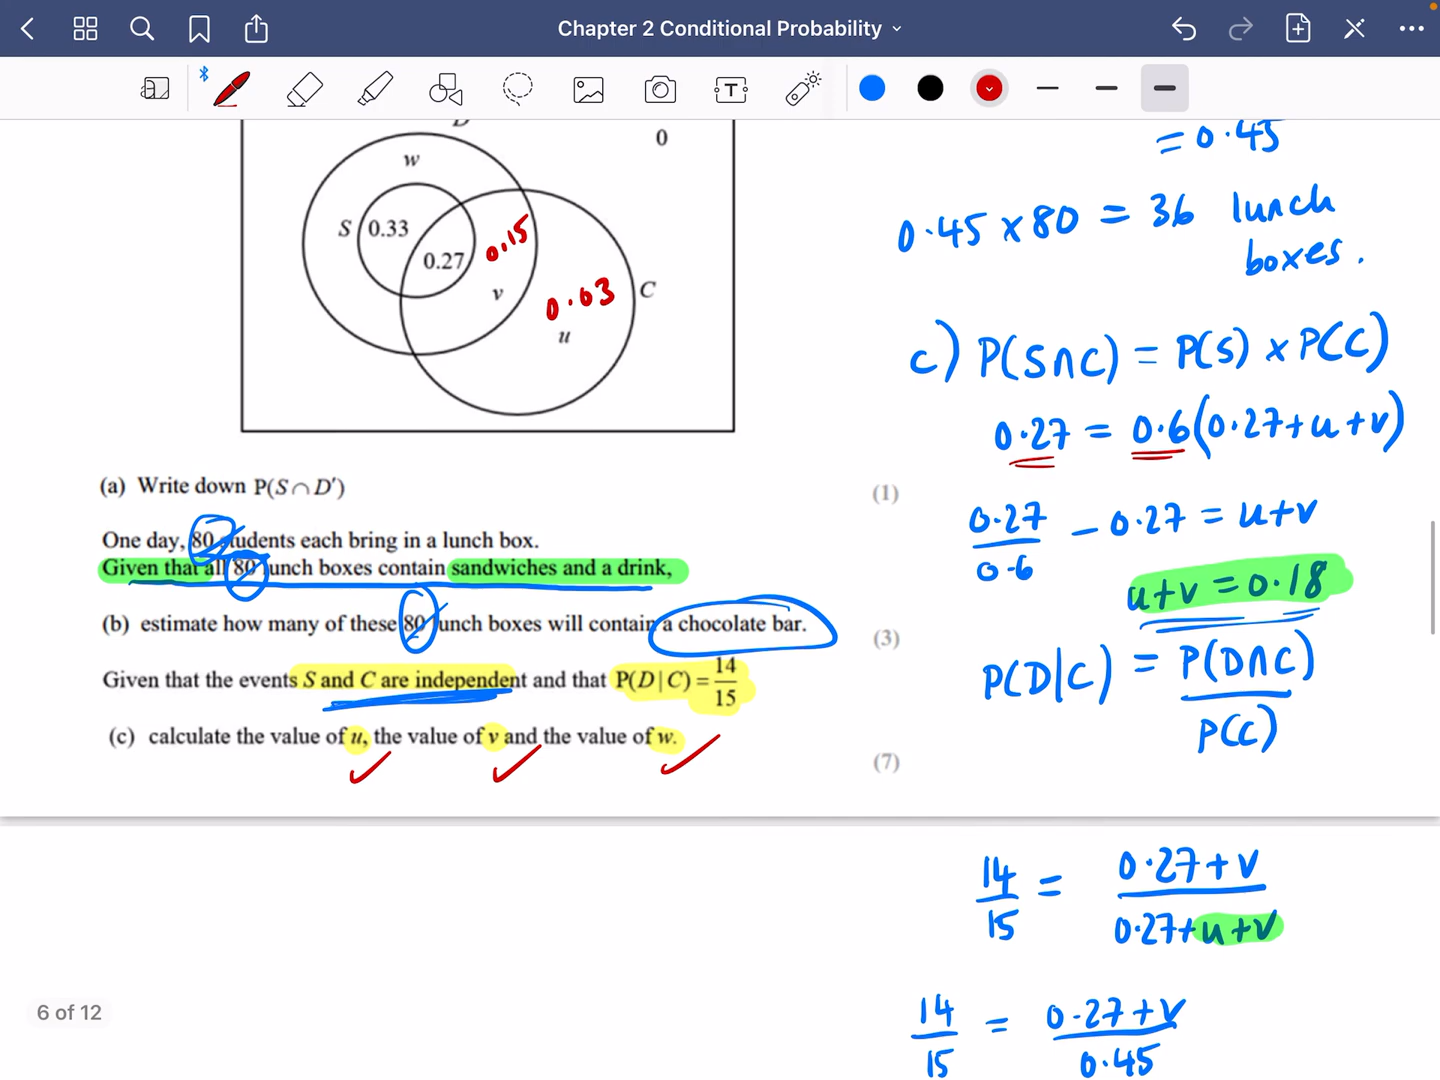 Chapter 2 Conditional Probability
= 0.45
0
w
S 0.33
0.27
0.15
v
0.03
u
C
0.45 × 80 = 36 lunch
boxes.
c) P(S∩C) = P(S) × P(C)
0.27 = 0.6(0.27+u+v)
0.27/0.6 − 0.27 = u+v
u+v = 0.18
P(D|C) = P(D∩C)/P(C)
(a) Write down P(S∩D′)
(1)
One day, 80 students each bring in a lunch box.
Given that all 80 lunch boxes contain sandwiches and a drink,
(b) estimate how many of these 80 lunch boxes will contain a chocolate bar.
(3)
Given that the events S and C are independent and that P(D|C) = 14/15
(c) calculate the value of u, the value of v and the value of w.
(7)
14/15 = 0.27+v/0.27+u+v
14/15 = 0.27+v/0.45
6 of 12